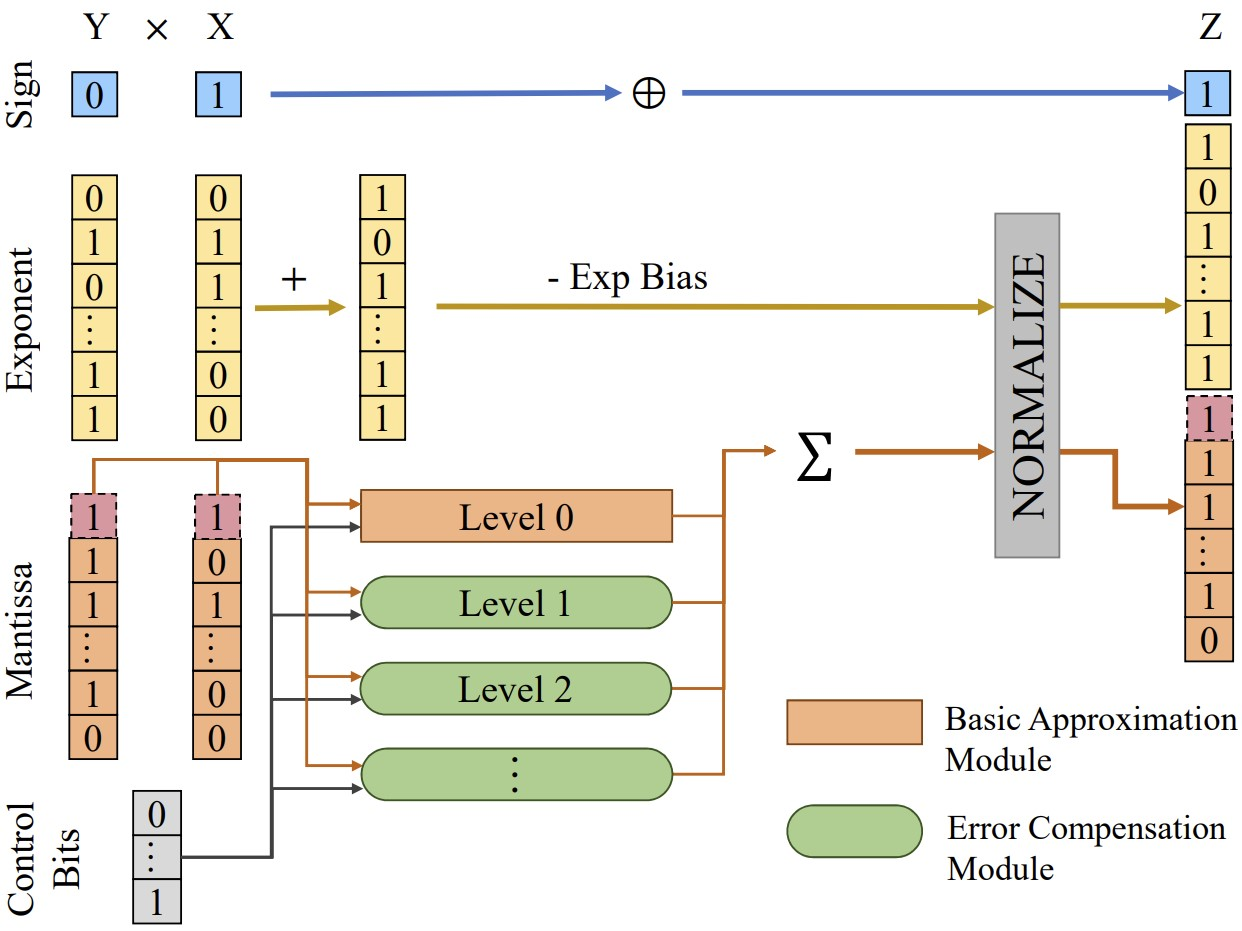 Y × X Z
Sign
0 1 ⊕ 1
Exponent
0 0 1 1
1 1 0 0
0 1 1 1
⋮ ⋮ ⋮ ⋮
1 0 1 1
1 0 1 1
+
- Exp Bias
NORMALIZE
Mantissa
1 1 1
1 0 1
1 1 1
⋮ ⋮ ⋮
1 0 1
0 0 0
Level 0
Level 1
Level 2
⋮
Σ
Control
Bits
0
⋮
1
Basic Approximation
Module
Error Compensation
Module